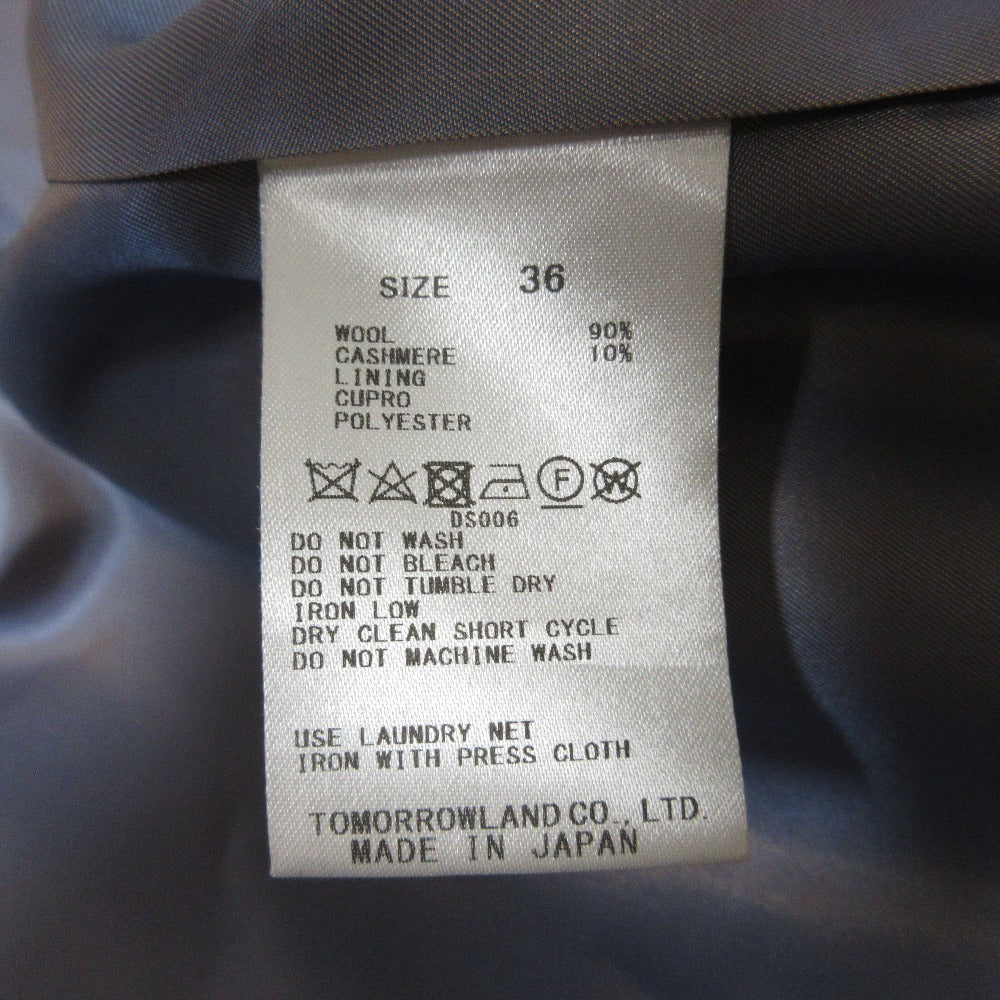 SIZE 36
WOOL 90%
CASHMERE 10%
LINING
CUPRO
POLYESTER
F W
DS006
DO NOT WASH
DO NOT BLEACH
DO NOT TUMBLE DRY
IRON LOW
DRY CLEAN SHORT CYCLE
DO NOT MACHINE WASH
USE LAUNDRY NET
IRON WITH PRESS CLOTH
TOMORROWLAND CO., LTD.
MADE IN JAPAN